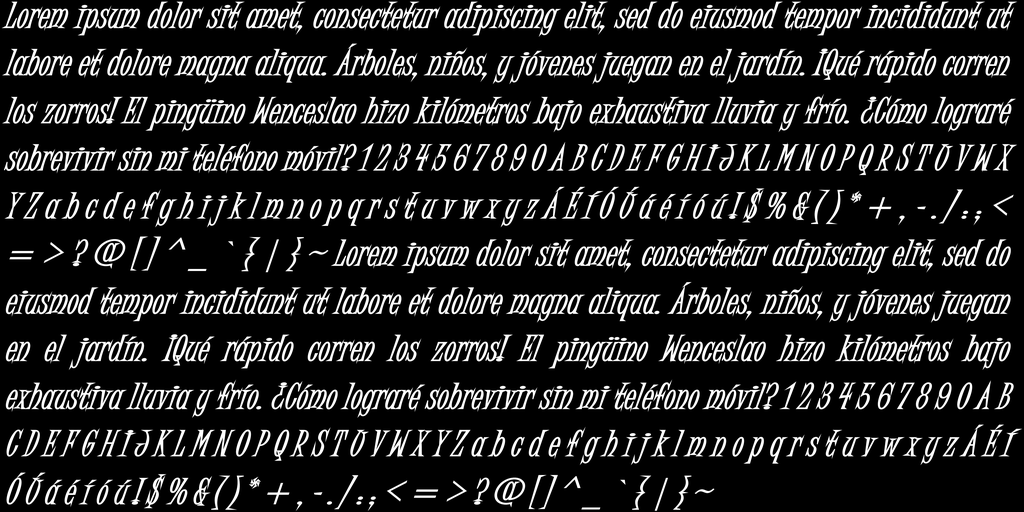 Lorem ipsum dolor sit amet, consectetur adipiscing elit, sed do eiusmod tempor incididunt ut
labore et dolore magna aliqua. Árboles, niños, y jóvenes juegan en el jardín. ¡Qué rápido corren
los zorros! El pingüino Wenceslao hizo kilómetros bajo exhaustiva lluvia y frío. ¿Cómo lograré
sobrevivir sin mi teléfono móvil? 1 2 3 4 5 6 7 8 9 0 A B C D E F G H I J K L M N O P Q R S T U V W X
Y Z a b c d e f g h i j k l m n o p q r s t u v w x y z Á É Í Ó Ú á é í ó ú ! $ % & ( ) * + , - . / : ; <
= > ? @ [ ] ^ _ ` { | } ~ Lorem ipsum dolor sit amet, consectetur adipiscing elit, sed do
eiusmod tempor incididunt ut labore et dolore magna aliqua. Árboles, niños, y jóvenes juegan
en el jardín. ¡Qué rápido corren los zorros! El pingüino Wenceslao hizo kilómetros bajo
exhaustiva lluvia y frío. ¿Cómo lograré sobrevivir sin mi teléfono móvil? 1 2 3 4 5 6 7 8 9 0 A B
C D E F G H I J K L M N O P Q R S T U V W X Y Z a b c d e f g h i j k l m n o p q r s t u v w x y z Á É Í
Ó Ú á é í ó ú ! $ % & ( ) * + , - . / : ; < = > ? @ [ ] ^ _ ` { | } ~